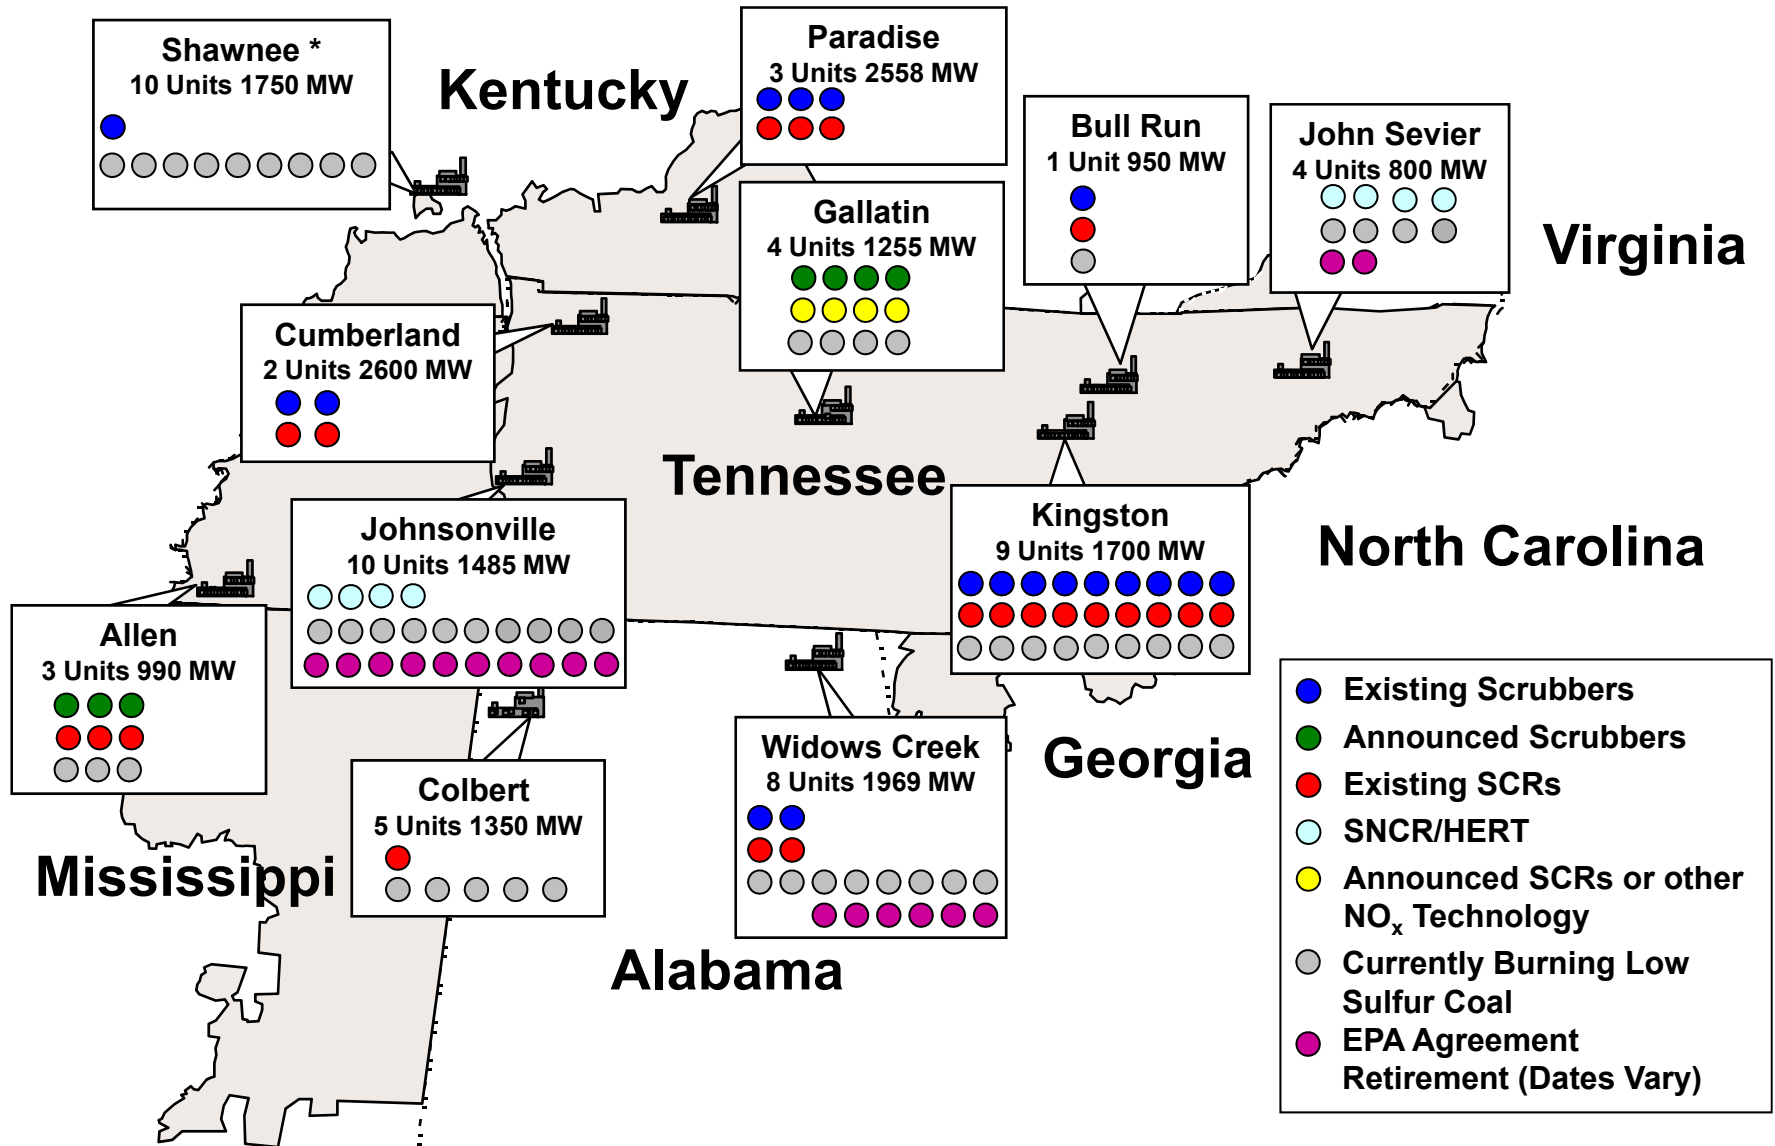 Shawnee *
10 Units 1750 MW
Kentucky
Paradise
3 Units 2558 MW
Bull Run
1 Unit 950 MW
John Sevier
4 Units 800 MW
Virginia
Gallatin
4 Units 1255 MW
Cumberland
2 Units 2600 MW
Tennessee
Johnsonville
10 Units 1485 MW
Kingston
9 Units 1700 MW
North Carolina
Allen
3 Units 990 MW
Mississippi
Colbert
5 Units 1350 MW
Widows Creek
8 Units 1969 MW
Georgia
Alabama
Existing Scrubbers
Announced Scrubbers
Existing SCRs
SNCR/HERT
Announced SCRs or other
NOx Technology
Currently Burning Low
Sulfur Coal
EPA Agreement
Retirement (Dates Vary)